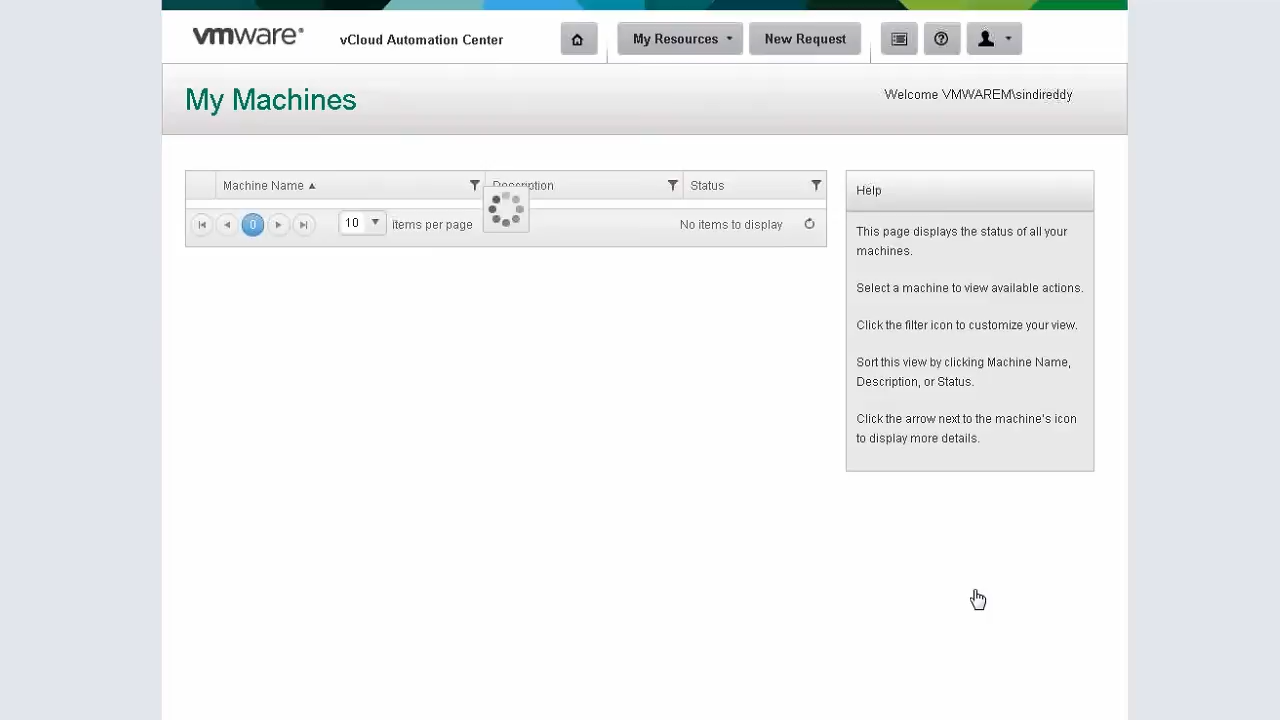 vmware®
vCloud Automation Center
My Resources
New Request
My Machines
Welcome VMWAREM\sindireddy
Machine Name
Description
Status
0
10
items per page
No items to display
Help
This page displays the status of all your
machines.
Select a machine to view available actions.
Click the filter icon to customize your view.
Sort this view by clicking Machine Name,
Description, or Status.
Click the arrow next to the machine's icon
to display more details.